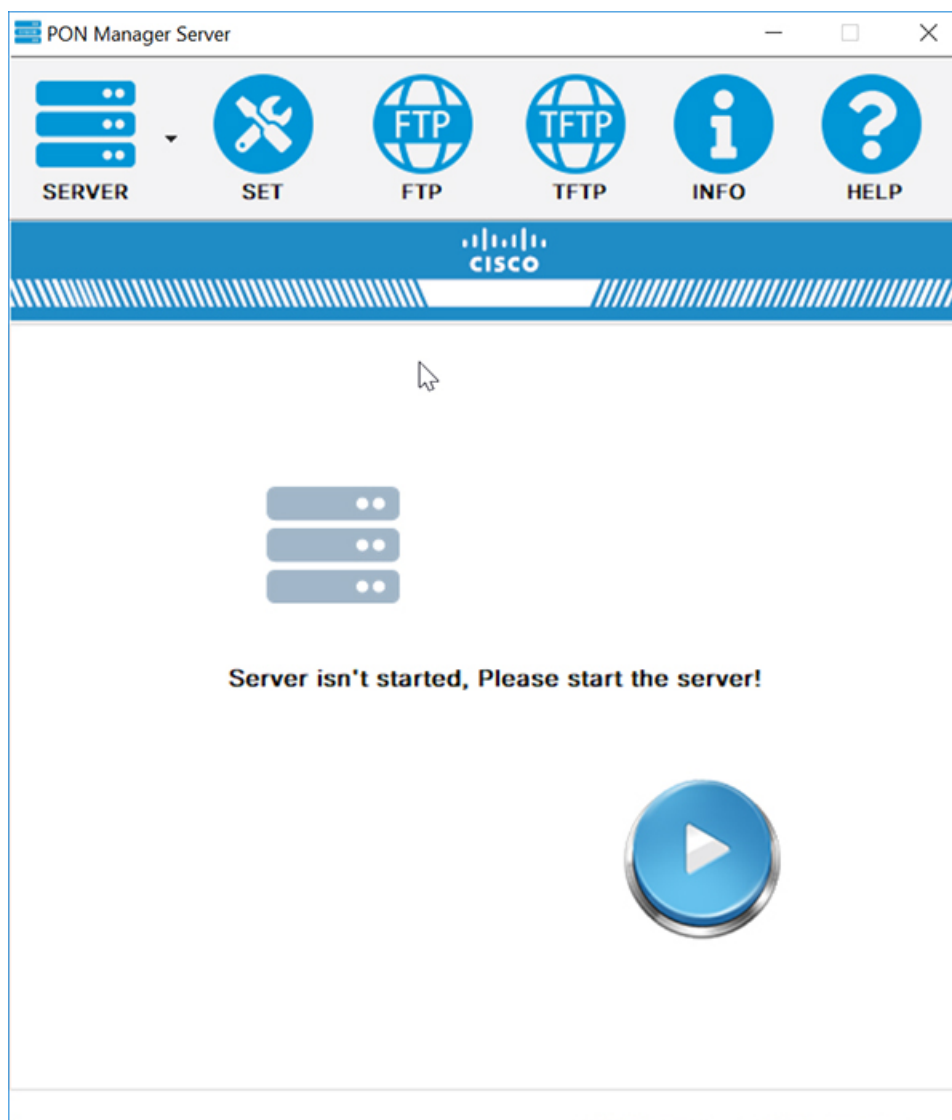 PON Manager Server
FTP TFTP
SERVER SET FTP TFTP INFO HELP
CISCO
Server isn't started, Please start the server!